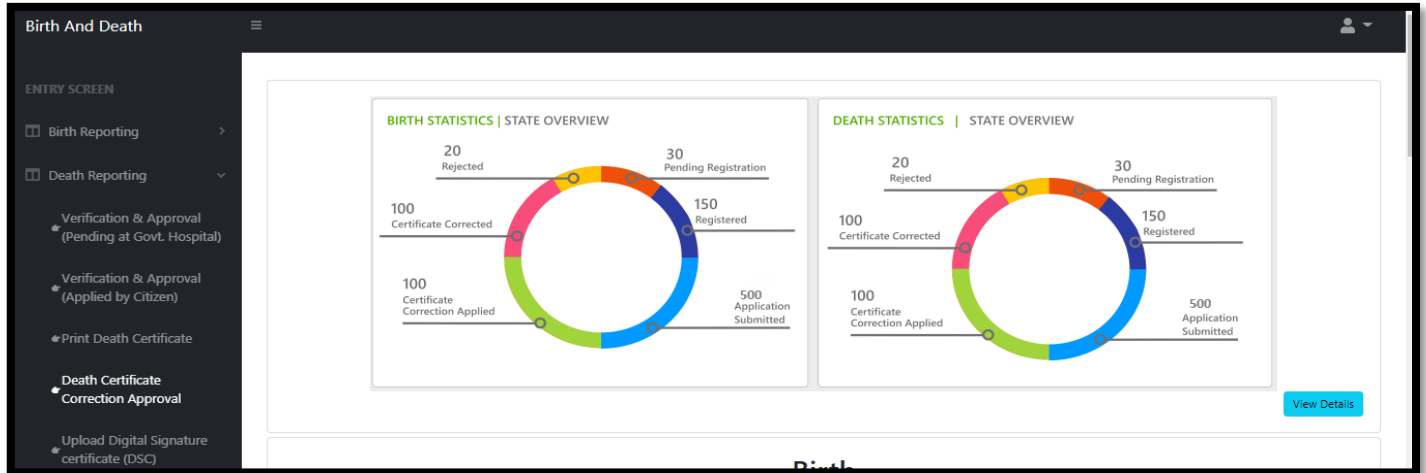 Birth And Death
ENTRY SCREEN
Birth Reporting
Death Reporting
Verification & Approval
(Pending at Govt. Hospital)
Verification & Approval
(Applied by Citizen)
Print Death Certificate
Death Certificate
Correction Approval
Upload Digital Signature
certificate (DSC)
BIRTH STATISTICS | STATE OVERVIEW
20
Rejected
30
Pending Registration
100
Certificate Corrected
150
Registered
100
Certificate
Correction Applied
500
Application
Submitted
DEATH STATISTICS | STATE OVERVIEW
20
Rejected
30
Pending Registration
100
Certificate Corrected
150
Registered
100
Certificate
Correction Applied
500
Application
Submitted
View Details
Birth